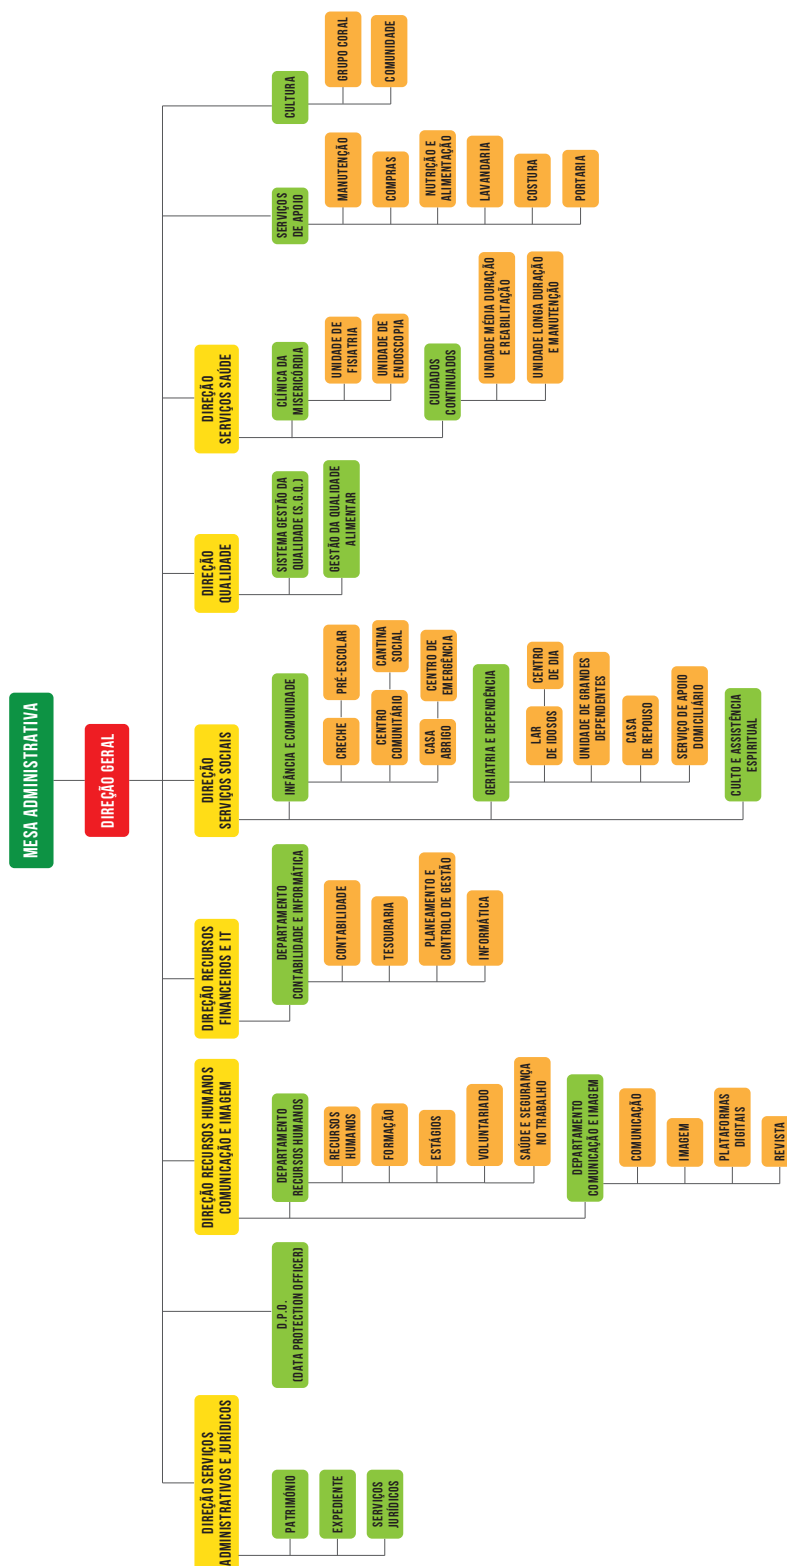 MESA ADMINISTRATIVA
DIREÇÃO GERAL
DIREÇÃO SERVIÇOS
ADMINISTRATIVOS E JURÍDICOS
PATRIMÓNIO
EXPEDIENTE
SERVIÇOS
JURÍDICOS
D.P.O.
(DATA PROTECTION OFFICER)
DIREÇÃO RECURSOS HUMANOS
COMUNICAÇÃO E IMAGEM
DEPARTAMENTO
RECURSOS HUMANOS
RECURSOS
HUMANOS
FORMAÇÃO
ESTÁGIOS
VOLUNTARIADO
SAÚDE E SEGURANÇA
NO TRABALHO
DEPARTAMENTO
COMUNICAÇÃO E IMAGEM
COMUNICAÇÃO
IMAGEM
PLATAFORMAS
DIGITAIS
REVISTA
DIREÇÃO RECURSOS
FINANCEIROS E IT
DEPARTAMENTO
CONTABILIDADE E INFORMÁTICA
CONTABILIDADE
TESOURARIA
PLANEAMENTO E
CONTROLO DE GESTÃO
INFORMÁTICA
DIREÇÃO
SERVIÇOS SOCIAIS
INFÂNCIA E COMUNIDADE
CRECHE
PRÉ-ESCOLAR
CENTRO
COMUNITÁRIO
CANTINA
SOCIAL
CASA
ABRIGO
CENTRO DE
EMERGÊNCIA
GERIATRIA E DEPENDÊNCIA
LAR
DE IDOSOS
CENTRO
DE DIA
UNIDADE DE GRANDES
DEPENDENTES
CASA
DE REPOUSO
SERVIÇO DE APOIO
DOMICILIÁRIO
CULTO E ASSISTÊNCIA
ESPIRITUAL
DIREÇÃO
QUALIDADE
SISTEMA GESTÃO DA
QUALIDADE (S.G.Q.)
GESTÃO DA QUALIDADE
ALIMENTAR
DIREÇÃO
SERVIÇOS SAÚDE
CLÍNICA DA
MISERICÓRDIA
UNIDADE DE
FISIATRIA
UNIDADE DE
ENDOSCOPIA
CUIDADOS
CONTINUADOS
UNIDADE MÉDIA DURAÇÃO
E REABILITAÇÃO
UNIDADE LONGA DURAÇÃO
E MANUTENÇÃO
SERVIÇOS
DE APOIO
MANUTENÇÃO
COMPRAS
NUTRIÇÃO E
ALIMENTAÇÃO
LAVANDARIA
COSTURA
PORTARIA
CULTURA
GRUPO CORAL
COMUNIDADE